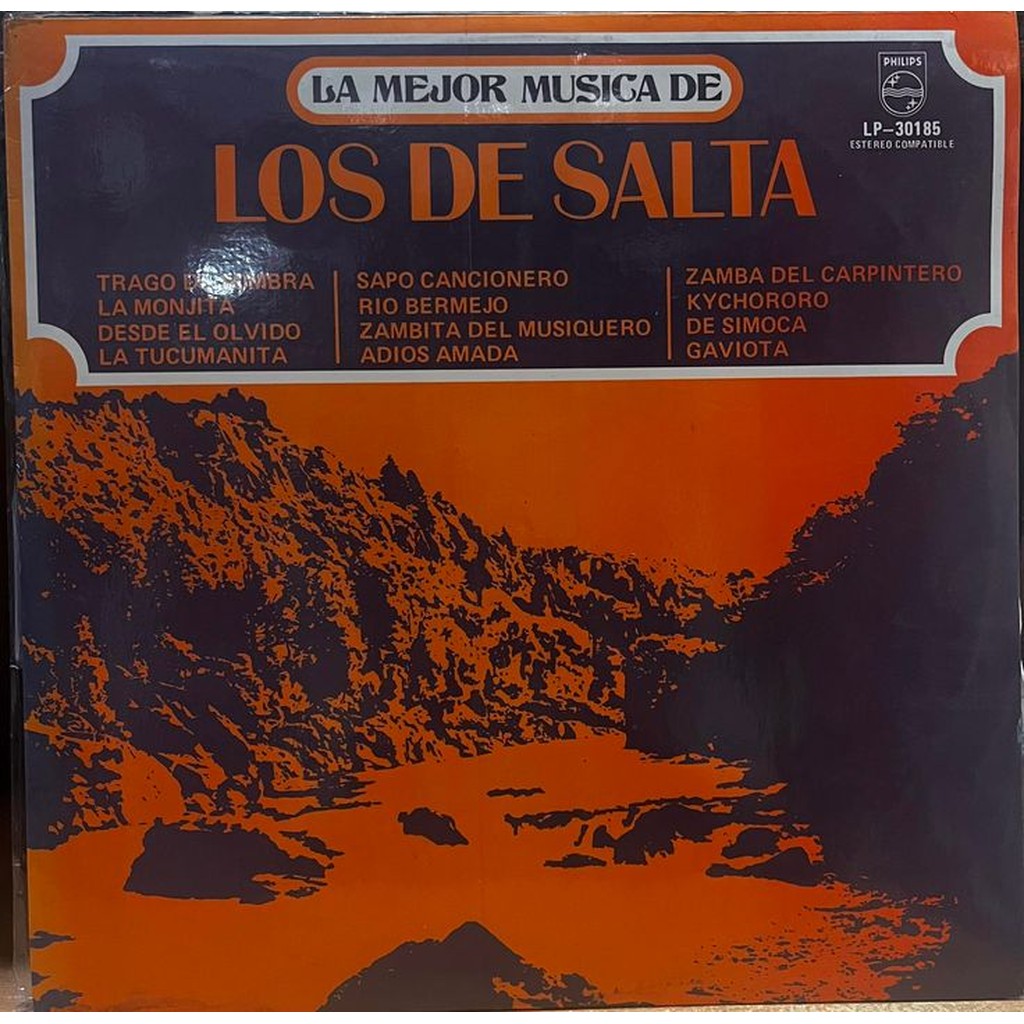 LA MEJOR MUSICA DE
PHILIPS
LP-30185
ESTEREO COMPATIBLE
LOS DE SALTA
TRAGO
LA MONJITA
DESDE EL OLVIDO
LA TUCUMANITA
SAPO CANCIONERO
RIO BERMEJO
ZAMBITA DEL MUSIQUERO
ADIOS AMADA
ZAMBA DEL CARPINTERO
KYCHORORO
DE SIMOCA
GAVIOTA